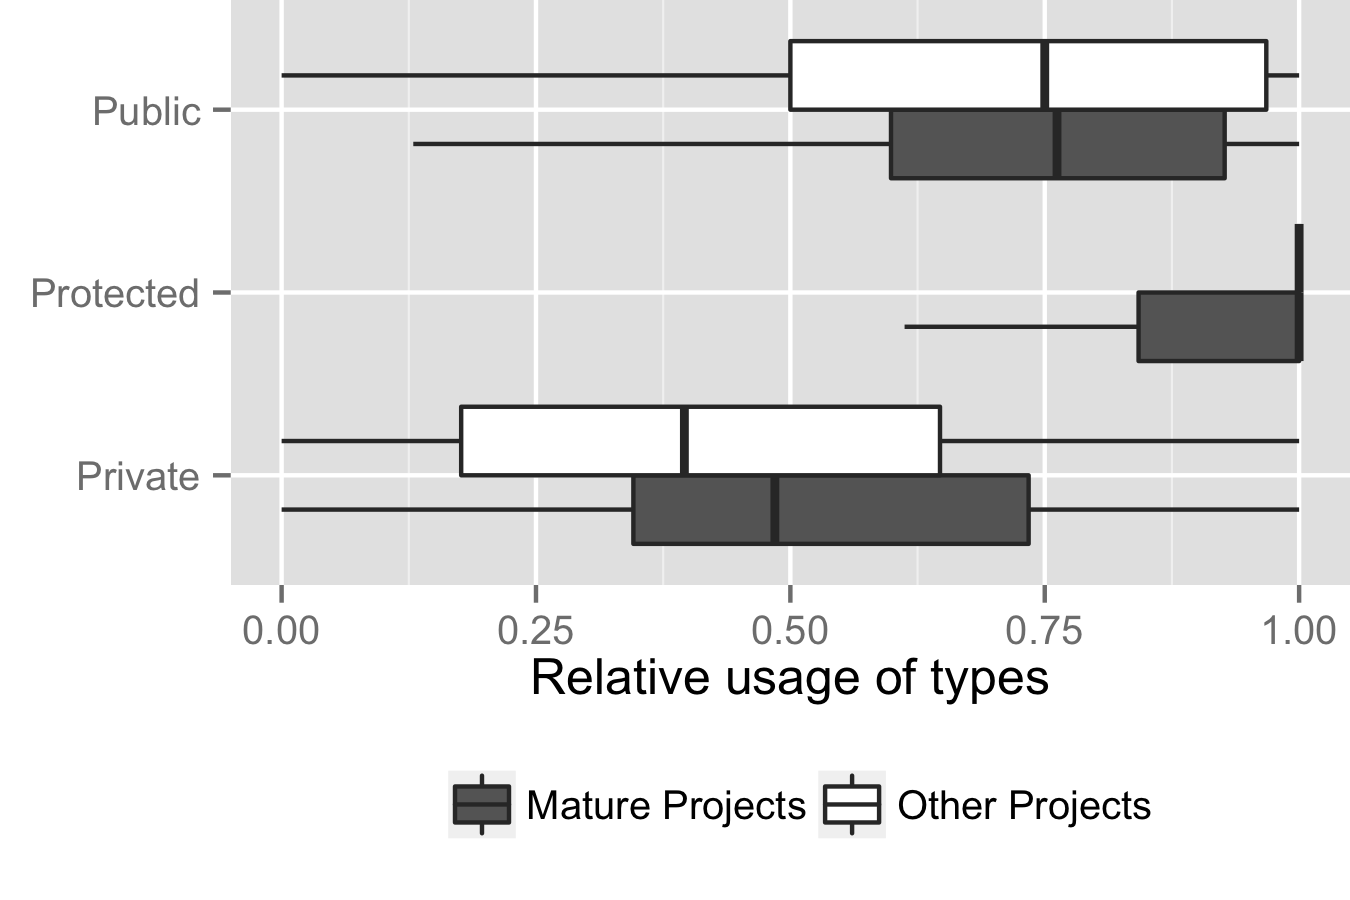 Public
Protected
Private
0.00 0.25 0.50 0.75 1.00
Relative usage of types
Mature Projects Other Projects